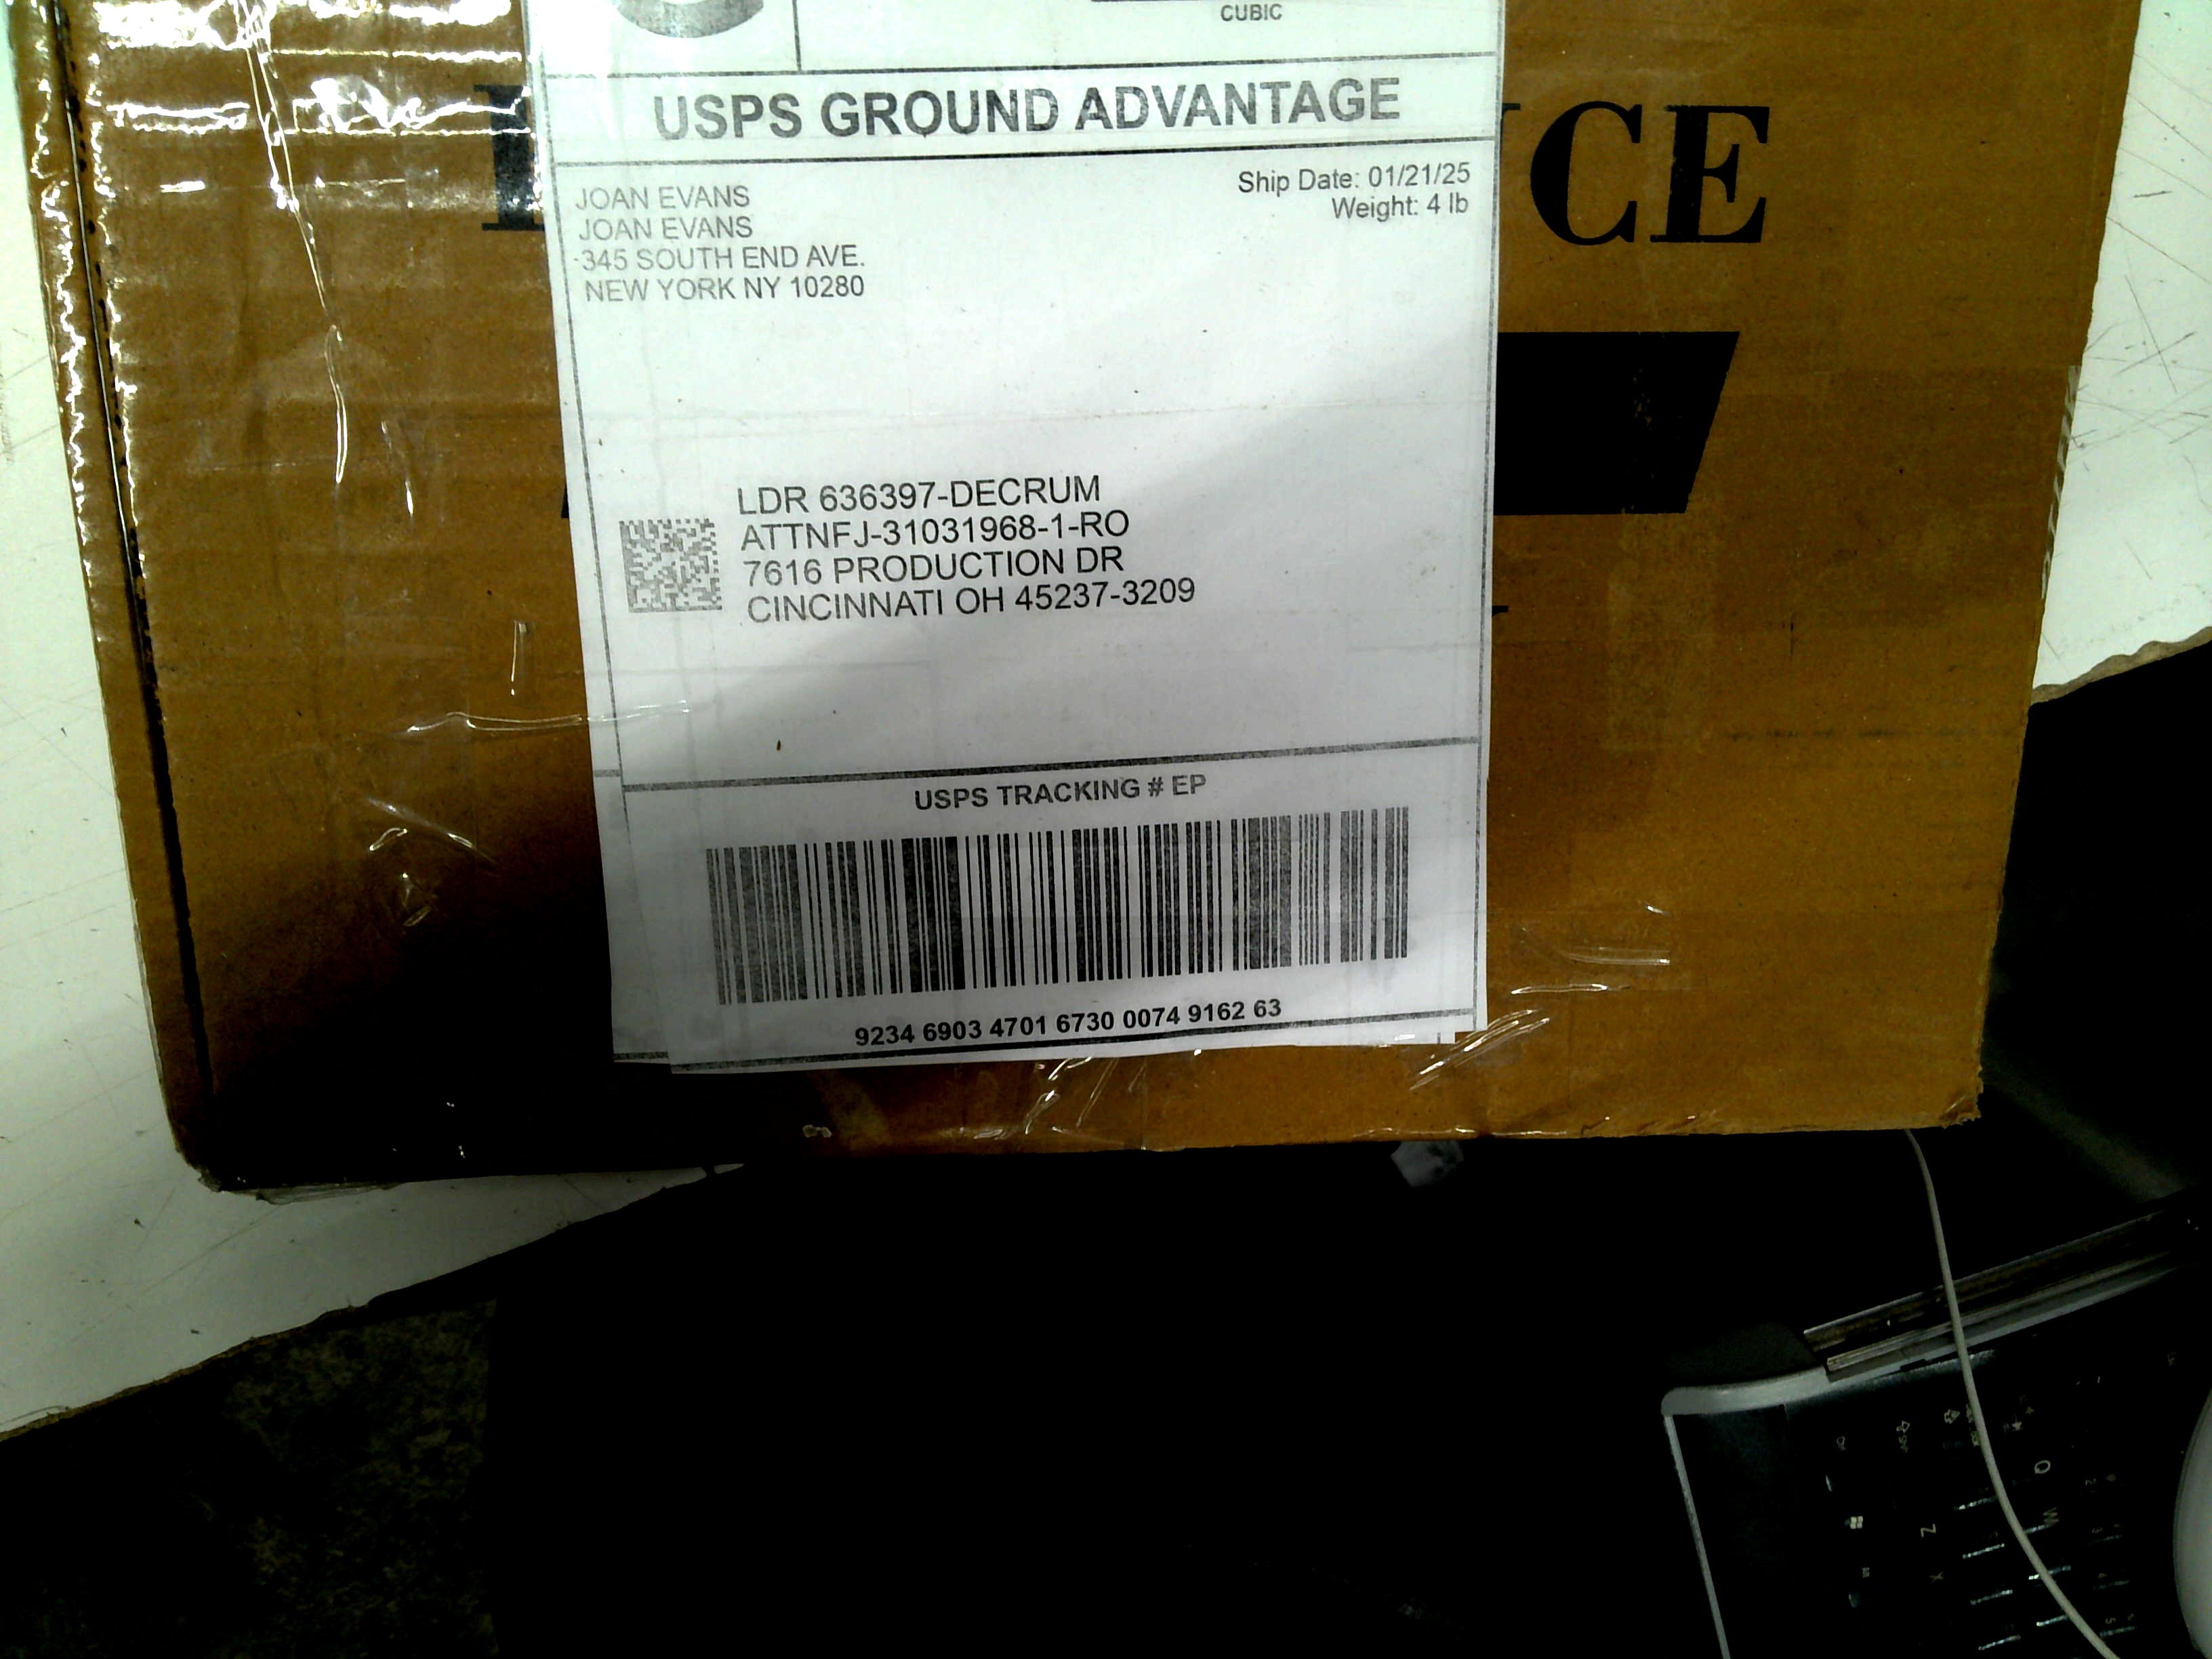 CUBIC
USPS GROUND ADVANTAGE
Ship Date: 01/21/25
Weight: 4 lb
JOAN EVANS
JOAN EVANS
345 SOUTH END AVE.
NEW YORK NY 10280
CE
LDR 636397-DECRUM
ATTNFJ-31031968-1-RO
7616 PRODUCTION DR
CINCINNATI OH 45237-3209
USPS TRACKING # EP
9234 6903 4701 6730 0074 9162 63
Q
W
Z
X